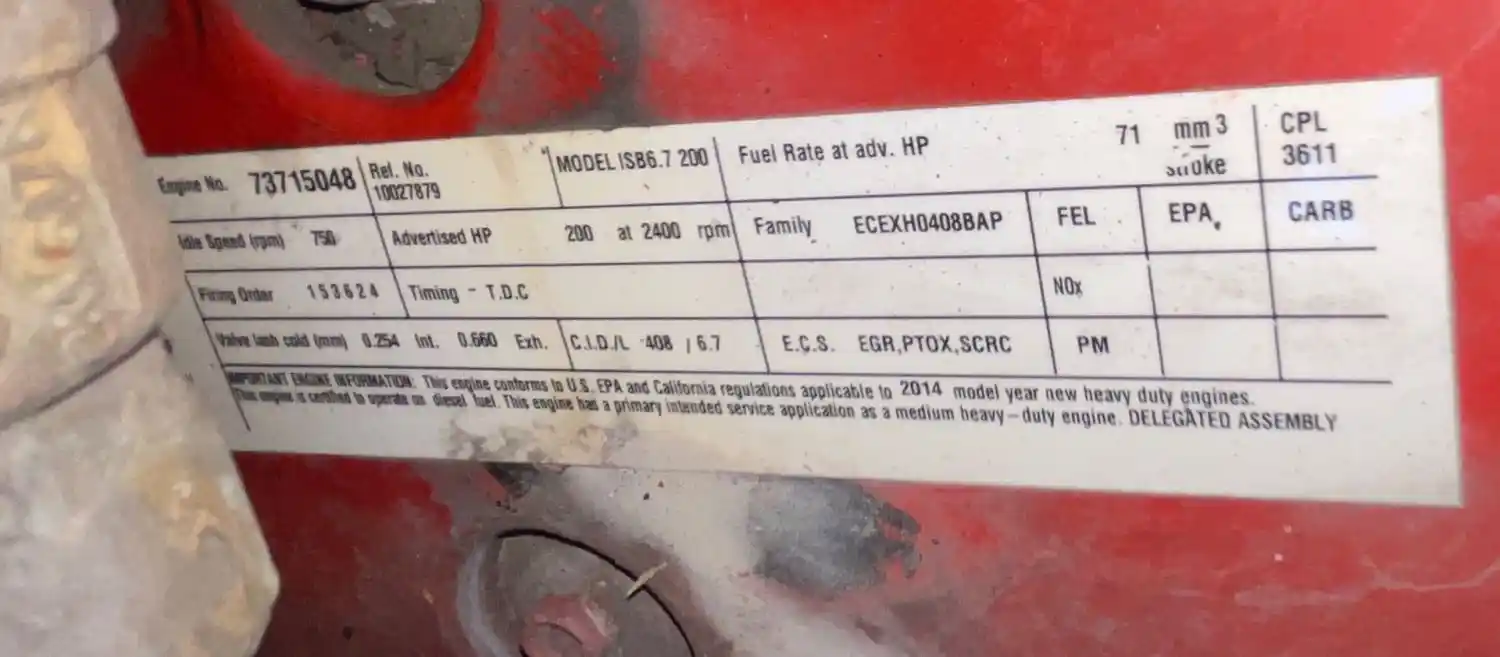 Engine No. 73715048 Ref. No. 10027879 MODEL ISB6.7 200 Fuel Rate at adv. HP 71 mm3 stroke CPL 3611
Idle Speed (rpm) 750 Advertised HP 200 at 2400 rpm Family ECEXH0408BAP FEL EPA CARB
Firing Order 153624 Timing - T.D.C NOx
Valve lash cold (mm) 0.254 Int. 0.660 Exh. C.I.D./L 408 / 6.7 E.C.S. EGR,PTOX,SCRC PM
IMPORTANT ENGINE INFORMATION: This engine conforms to U.S. EPA and California regulations applicable to 2014 model year new heavy duty engines.
This engine is certified to operate on diesel fuel. This engine has a primary intended service application as a medium heavy-duty engine. DELEGATED ASSEMBLY